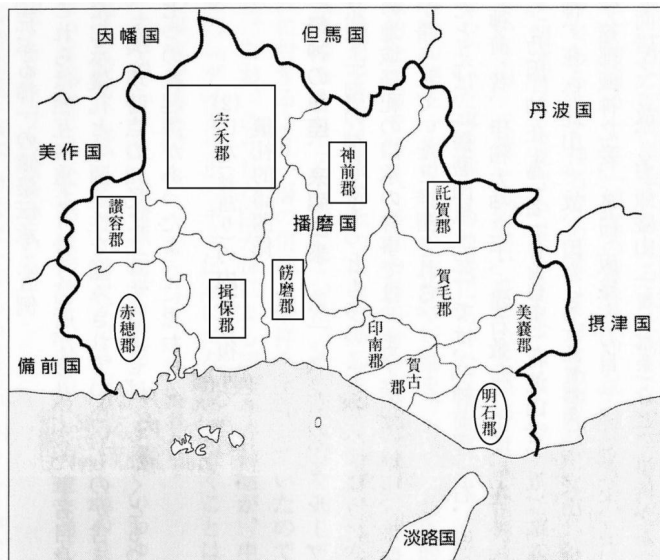 因幡国
但馬国
丹波国
美作国
宍禾郡
神前郡
託賀郡
讃容郡
播磨国
賀毛郡
揖保郡
餝磨郡
赤穂郡
印南郡
美嚢郡
摂津国
備前国
賀古郡
明石郡
淡路国